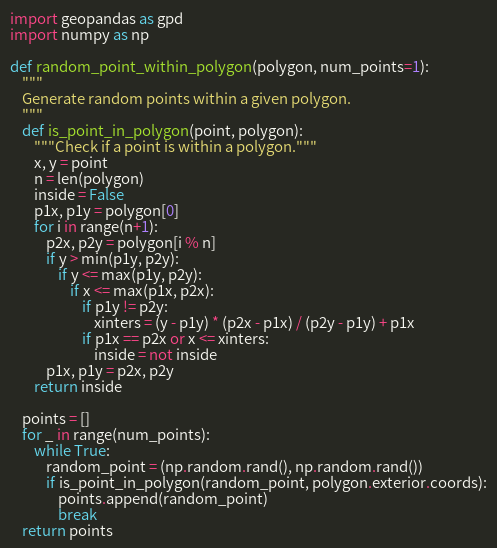 import geopandas as gpd
import numpy as np

def random_point_within_polygon(polygon, num_points=1):
    """
    Generate random points within a given polygon.
    """
    def is_point_in_polygon(point, polygon):
        """Check if a point is within a polygon."""
        x, y = point
        n = len(polygon)
        inside = False
        p1x, p1y = polygon[0]
        for i in range(n+1):
            p2x, p2y = polygon[i % n]
            if y > min(p1y, p2y):
                if y <= max(p1y, p2y):
                    if x <= max(p1x, p2x):
                        if p1y != p2y:
                            xinters = (y - p1y) * (p2x - p1x) / (p2y - p1y) + p1x
                        if p1x == p2x or x <= xinters:
                            inside = not inside
            p1x, p1y = p2x, p2y
        return inside

    points = []
    for _ in range(num_points):
        while True:
            random_point = (np.random.rand(), np.random.rand())
            if is_point_in_polygon(random_point, polygon.exterior.coords):
                points.append(random_point)
                break
    return points